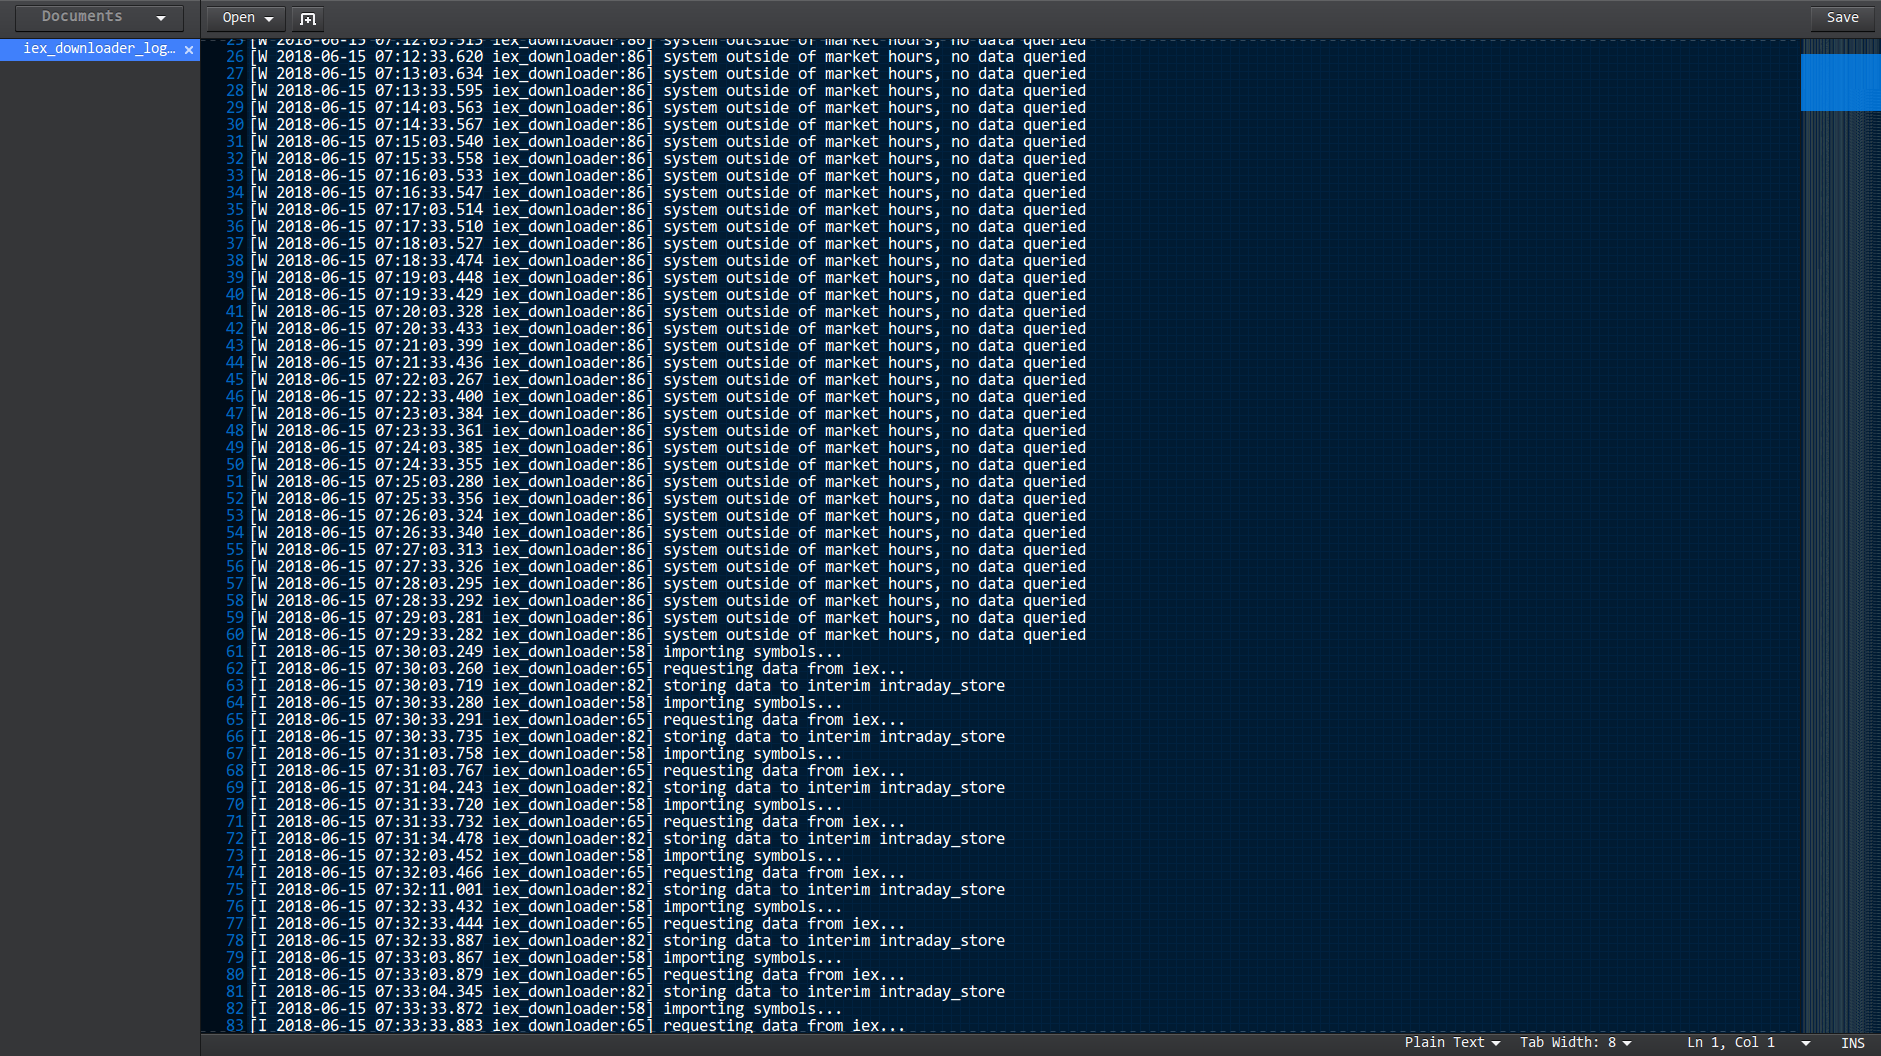 Documents
Open
Save
iex_downloader_log…
25 [W 2018-06-15 07:12:03.513 iex_downloader:86] system outside of market hours, no data queried
26 [W 2018-06-15 07:12:33.620 iex_downloader:86] system outside of market hours, no data queried
27 [W 2018-06-15 07:13:03.634 iex_downloader:86] system outside of market hours, no data queried
28 [W 2018-06-15 07:13:33.595 iex_downloader:86] system outside of market hours, no data queried
29 [W 2018-06-15 07:14:03.563 iex_downloader:86] system outside of market hours, no data queried
30 [W 2018-06-15 07:14:33.567 iex_downloader:86] system outside of market hours, no data queried
31 [W 2018-06-15 07:15:03.540 iex_downloader:86] system outside of market hours, no data queried
32 [W 2018-06-15 07:15:33.558 iex_downloader:86] system outside of market hours, no data queried
33 [W 2018-06-15 07:16:03.533 iex_downloader:86] system outside of market hours, no data queried
34 [W 2018-06-15 07:16:33.547 iex_downloader:86] system outside of market hours, no data queried
35 [W 2018-06-15 07:17:03.514 iex_downloader:86] system outside of market hours, no data queried
36 [W 2018-06-15 07:17:33.510 iex_downloader:86] system outside of market hours, no data queried
37 [W 2018-06-15 07:18:03.527 iex_downloader:86] system outside of market hours, no data queried
38 [W 2018-06-15 07:18:33.474 iex_downloader:86] system outside of market hours, no data queried
39 [W 2018-06-15 07:19:03.448 iex_downloader:86] system outside of market hours, no data queried
40 [W 2018-06-15 07:19:33.429 iex_downloader:86] system outside of market hours, no data queried
41 [W 2018-06-15 07:20:03.328 iex_downloader:86] system outside of market hours, no data queried
42 [W 2018-06-15 07:20:33.433 iex_downloader:86] system outside of market hours, no data queried
43 [W 2018-06-15 07:21:03.399 iex_downloader:86] system outside of market hours, no data queried
44 [W 2018-06-15 07:21:33.436 iex_downloader:86] system outside of market hours, no data queried
45 [W 2018-06-15 07:22:03.267 iex_downloader:86] system outside of market hours, no data queried
46 [W 2018-06-15 07:22:33.400 iex_downloader:86] system outside of market hours, no data queried
47 [W 2018-06-15 07:23:03.384 iex_downloader:86] system outside of market hours, no data queried
48 [W 2018-06-15 07:23:33.361 iex_downloader:86] system outside of market hours, no data queried
49 [W 2018-06-15 07:24:03.385 iex_downloader:86] system outside of market hours, no data queried
50 [W 2018-06-15 07:24:33.355 iex_downloader:86] system outside of market hours, no data queried
51 [W 2018-06-15 07:25:03.280 iex_downloader:86] system outside of market hours, no data queried
52 [W 2018-06-15 07:25:33.356 iex_downloader:86] system outside of market hours, no data queried
53 [W 2018-06-15 07:26:03.324 iex_downloader:86] system outside of market hours, no data queried
54 [W 2018-06-15 07:26:33.340 iex_downloader:86] system outside of market hours, no data queried
55 [W 2018-06-15 07:27:03.313 iex_downloader:86] system outside of market hours, no data queried
56 [W 2018-06-15 07:27:33.326 iex_downloader:86] system outside of market hours, no data queried
57 [W 2018-06-15 07:28:03.295 iex_downloader:86] system outside of market hours, no data queried
58 [W 2018-06-15 07:28:33.292 iex_downloader:86] system outside of market hours, no data queried
59 [W 2018-06-15 07:29:03.281 iex_downloader:86] system outside of market hours, no data queried
60 [W 2018-06-15 07:29:33.282 iex_downloader:86] system outside of market hours, no data queried
61 [I 2018-06-15 07:30:03.249 iex_downloader:58] importing symbols...
62 [I 2018-06-15 07:30:03.260 iex_downloader:65] requesting data from iex...
63 [I 2018-06-15 07:30:03.719 iex_downloader:82] storing data to interim intraday_store
64 [I 2018-06-15 07:30:33.280 iex_downloader:58] importing symbols...
65 [I 2018-06-15 07:30:33.291 iex_downloader:65] requesting data from iex...
66 [I 2018-06-15 07:30:33.735 iex_downloader:82] storing data to interim intraday_store
67 [I 2018-06-15 07:31:03.758 iex_downloader:58] importing symbols...
68 [I 2018-06-15 07:31:03.767 iex_downloader:65] requesting data from iex...
69 [I 2018-06-15 07:31:04.243 iex_downloader:82] storing data to interim intraday_store
70 [I 2018-06-15 07:31:33.720 iex_downloader:58] importing symbols...
71 [I 2018-06-15 07:31:33.732 iex_downloader:65] requesting data from iex...
72 [I 2018-06-15 07:31:34.478 iex_downloader:82] storing data to interim intraday_store
73 [I 2018-06-15 07:32:03.452 iex_downloader:58] importing symbols...
74 [I 2018-06-15 07:32:03.466 iex_downloader:65] requesting data from iex...
75 [I 2018-06-15 07:32:11.001 iex_downloader:82] storing data to interim intraday_store
76 [I 2018-06-15 07:32:33.432 iex_downloader:58] importing symbols...
77 [I 2018-06-15 07:32:33.444 iex_downloader:65] requesting data from iex...
78 [I 2018-06-15 07:32:33.887 iex_downloader:82] storing data to interim intraday_store
79 [I 2018-06-15 07:33:03.867 iex_downloader:58] importing symbols...
80 [I 2018-06-15 07:33:03.879 iex_downloader:65] requesting data from iex...
81 [I 2018-06-15 07:33:04.345 iex_downloader:82] storing data to interim intraday_store
82 [I 2018-06-15 07:33:33.872 iex_downloader:58] importing symbols...
83 [I 2018-06-15 07:33:33.883 iex_downloader:65] requesting data from iex...
Plain Text Tab Width: 8 Ln 1, Col 1 INS